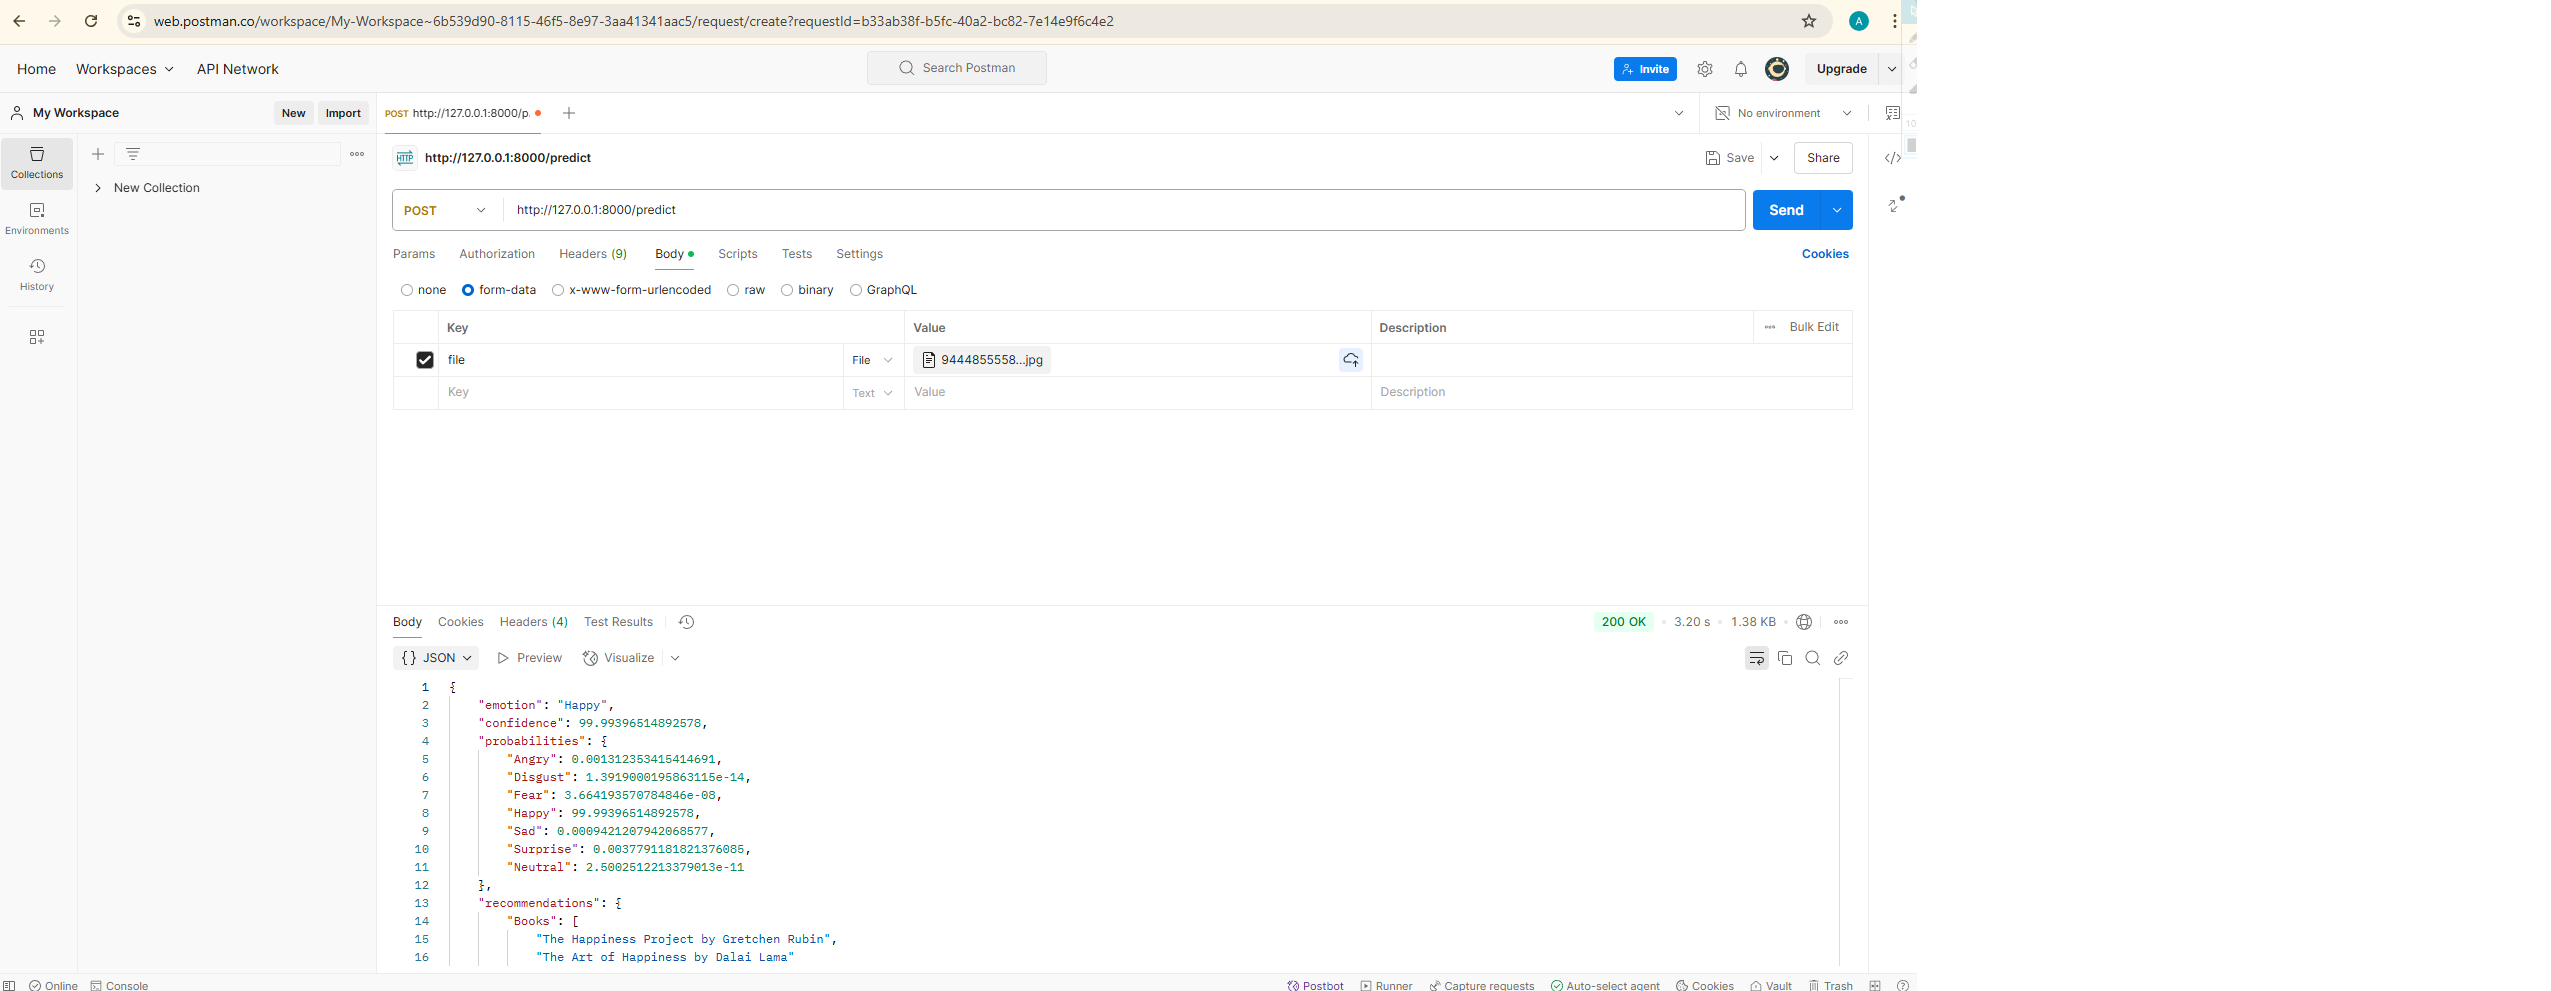 web.postman.co/workspace/My-Workspace~6b539d90-8115-46f5-8e97-3aa41341aac5/request/create?requestId=b33ab38f-b5fc-40a2-bc82-7e14e9f6c4e2
A
Home Workspaces API Network Search Postman Invite Upgrade
My Workspace New Import POST http://127.0.0.1:8000/p. No environment
10
HTTP http://127.0.0.1:8000/predict Save Share
Collections
New Collection
POST http://127.0.0.1:8000/predict Send
Environments
Params Authorization Headers (9) Body Scripts Tests Settings Cookies
History
none form-data x-www-form-urlencoded raw binary GraphQL
Key Value Description Bulk Edit
file File 9444855558...jpg
Key Text Value Description
Body Cookies Headers (4) Test Results 200 OK 3.20 s 1.38 KB
{} JSON Preview Visualize
1 {
2 "emotion": "Happy",
3 "confidence": 99.99396514892578,
4 "probabilities": {
5 "Angry": 0.001312353415414691,
6 "Disgust": 1.3919000195863115e-14,
7 "Fear": 3.664193570784846e-08,
8 "Happy": 99.99396514892578,
9 "Sad": 0.0009421207942068577,
10 "Surprise": 0.0037791181821376085,
11 "Neutral": 2.5002512213379013e-11
12 },
13 "recommendations": {
14 "Books": [
15 "The Happiness Project by Gretchen Rubin",
16 "The Art of Happiness by Dalai Lama"
Online Console Postbot Runner Capture requests Auto-select agent Cookies Vault Trash